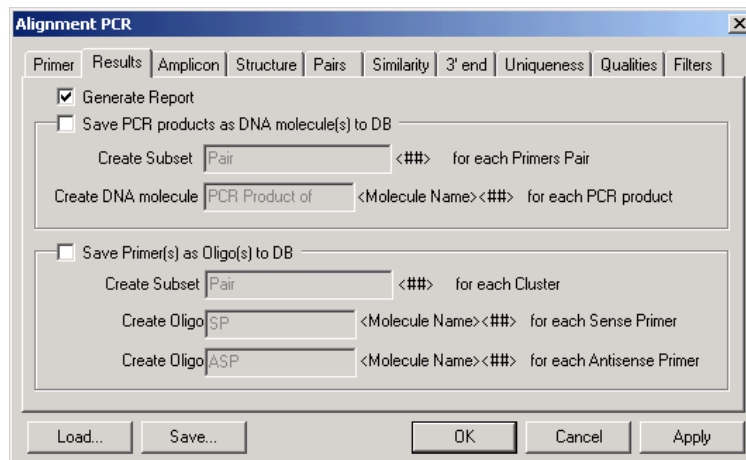 Alignment PCR
Primer Results Amplicon Structure Pairs Similarity 3' end Uniqueness Qualities Filters
Generate Report
Save PCR products as DNA molecule(s) to DB
Create Subset Pair <##> for each Primers Pair
Create DNA molecule PCR Product of <Molecule Name><##> for each PCR product
Save Primer(s) as Oligo(s) to DB
Create Subset Pair <##> for each Cluster
Create Oligo SP <Molecule Name><##> for each Sense Primer
Create Oligo ASP <Molecule Name><##> for each Antisense Primer
Load... Save... OK Cancel Apply